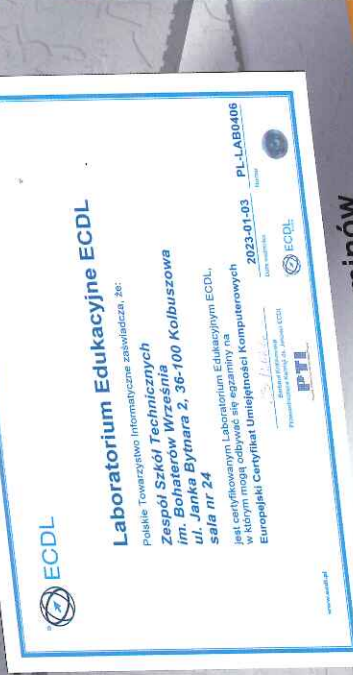 ECDL
Laboratorium Edukacyjne ECDL
Polskie Towarzystwo Informatyczne zaświadcza, że:
Zespół Szkół Technicznych
im. Bohaterów Września
ul. Janka Bytnara 2, 36-100 Kolbuszowa
sala nr 24
jest certyfikowanym Laboratorium Edukacyjnym ECDL,
w którym mogą odbywać się egzaminy na
Europejski Certyfikat Umiejętności Komputerowych
2023-01-03
PL-LAB0406
Numer
PTI
ECDL
www.ecdl.pl